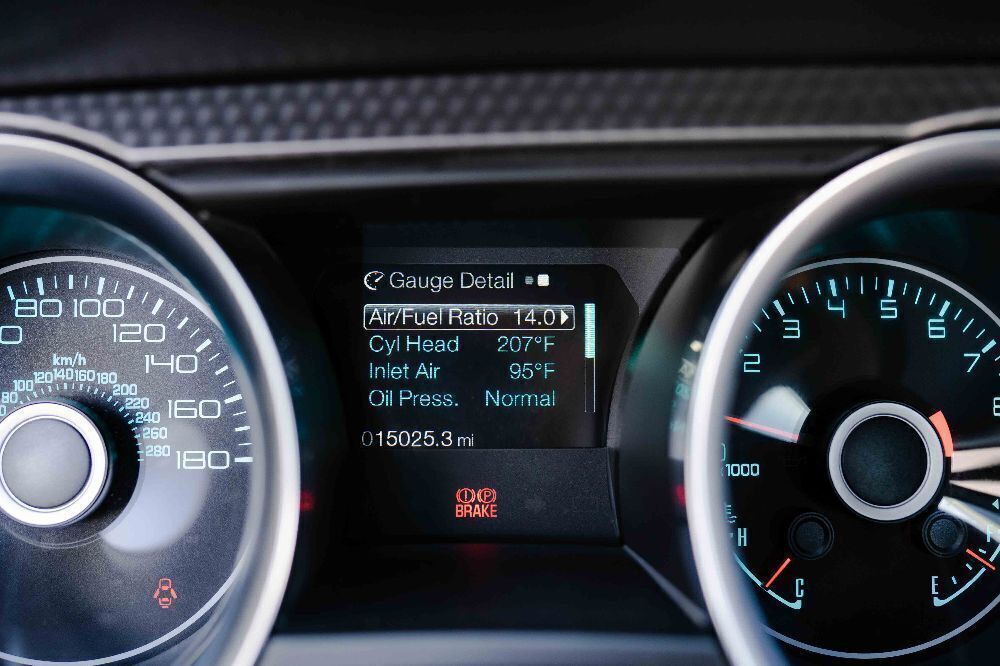 80 100
120
140
160
180
km/h
80 100 120 140 160 180
200
220
240
260
280
Gauge Detail
Air/Fuel Ratio 14.0
Cyl Head 207°F
Inlet Air 95°F
Oil Press. Normal
015025.3 mi
(!) (P)
BRAKE
2 3 4 5 6 7
1000
H
C
E
F